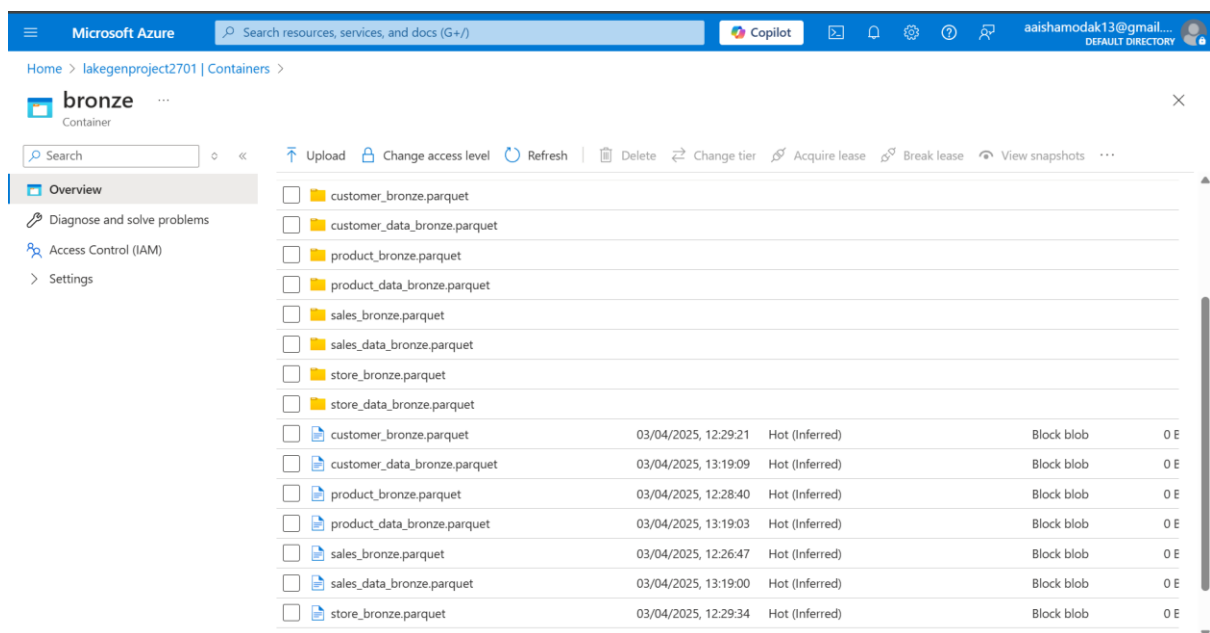 Microsoft Azure Search resources, services, and docs (G+/) Copilot aaishamodak13@gmail....
DEFAULT DIRECTORY
Home > lakegenproject2701 | Containers >
bronze ...
Container
Search Upload Change access level Refresh Delete Change tier Acquire lease Break lease View snapshots ...
Overview
Diagnose and solve problems
Access Control (IAM)
Settings
customer_bronze.parquet
customer_data_bronze.parquet
product_bronze.parquet
product_data_bronze.parquet
sales_bronze.parquet
sales_data_bronze.parquet
store_bronze.parquet
store_data_bronze.parquet
customer_bronze.parquet 03/04/2025, 12:29:21 Hot (Inferred) Block blob 0
customer_data_bronze.parquet 03/04/2025, 13:19:09 Hot (Inferred) Block blob 0
product_bronze.parquet 03/04/2025, 12:28:40 Hot (Inferred) Block blob 0
product_data_bronze.parquet 03/04/2025, 13:19:03 Hot (Inferred) Block blob 0
sales_bronze.parquet 03/04/2025, 12:26:47 Hot (Inferred) Block blob 0
sales_data_bronze.parquet 03/04/2025, 13:19:00 Hot (Inferred) Block blob 0
store_bronze.parquet 03/04/2025, 12:29:34 Hot (Inferred) Block blob 0